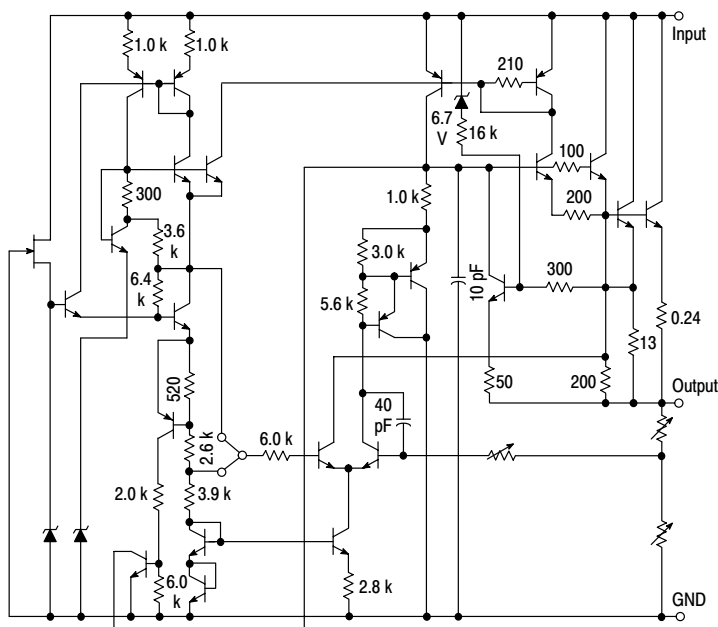 Input
1.0 k
1.0 k
210
6.7
V
16 k
100
300
1.0 k
200
3.6
k
3.0 k
6.4
k
5.6 k
10 pF
300
0.24
13
520
50
200
Output
40
pF
2.6 k
6.0 k
2.0 k
3.9 k
6.0
k
2.8 k
GND